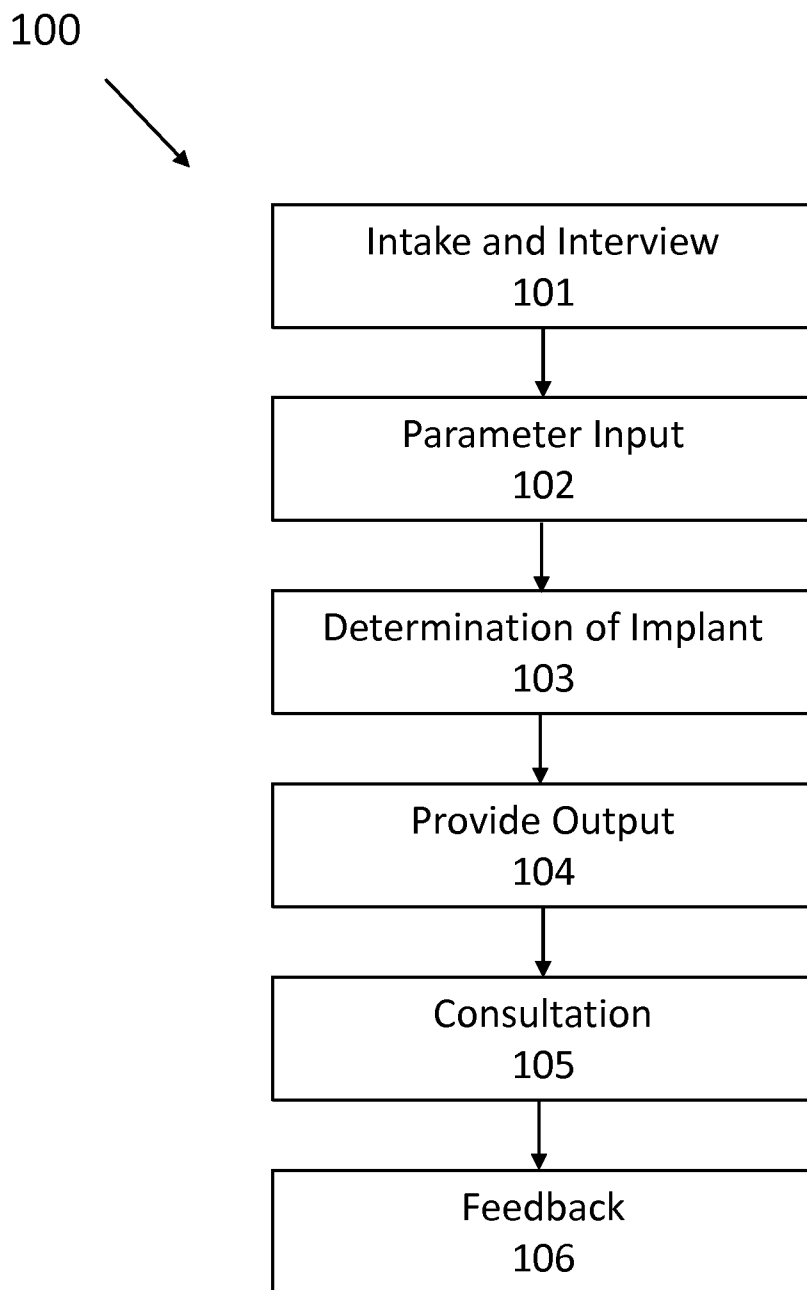 100
Intake and Interview
101
Parameter Input
102
Determination of Implant
103
Provide Output
104
Consultation
105
Feedback
106